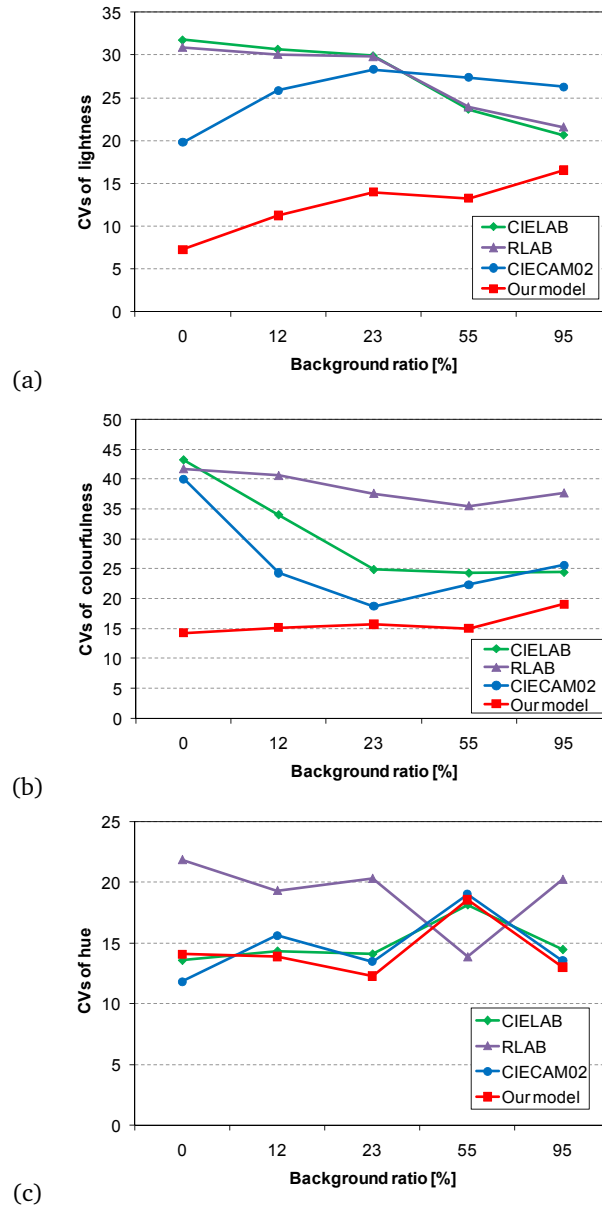 35
30
25
20
15
10
5
0
CVs of lightness
CIELAB
RLAB
CIECAM02
Our model
0 12 23 55 95
Background ratio [%]
(a)
50
45
40
35
30
25
20
15
10
5
0
CVs of colourfulness
CIELAB
RLAB
CIECAM02
Our model
0 12 23 55 95
Background ratio [%]
(b)
25
20
15
10
5
0
CVs of hue
CIELAB
RLAB
CIECAM02
Our model
0 12 23 55 95
Background ratio [%]
(c)